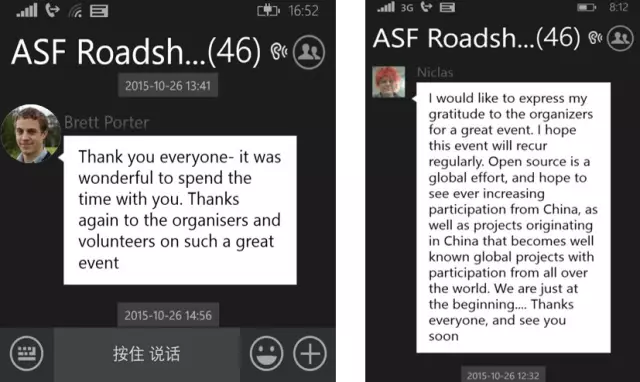 16:52
ASF Roadsh...(46)
2015-10-26 13:41
Brett Porter
Thank you everyone- it was
wonderful to spend the
time with you. Thanks
again to the organisers and
volunteers on such a great
event
2015-10-26 14:56
按住 说话
3G
8:12
ASF Roadsh...(46)
Niclas
I would like to express my
gratitude to the organizers
for a great event. I hope
this event will recur
regularly. Open source is a
global effort, and hope to
see ever increasing
participation from China, as
well as projects originating
in China that becomes well
known global projects with
participation from all over
the world. We are just at
the beginning.... Thanks
everyone, and see you
soon
2015-10-26 12:32